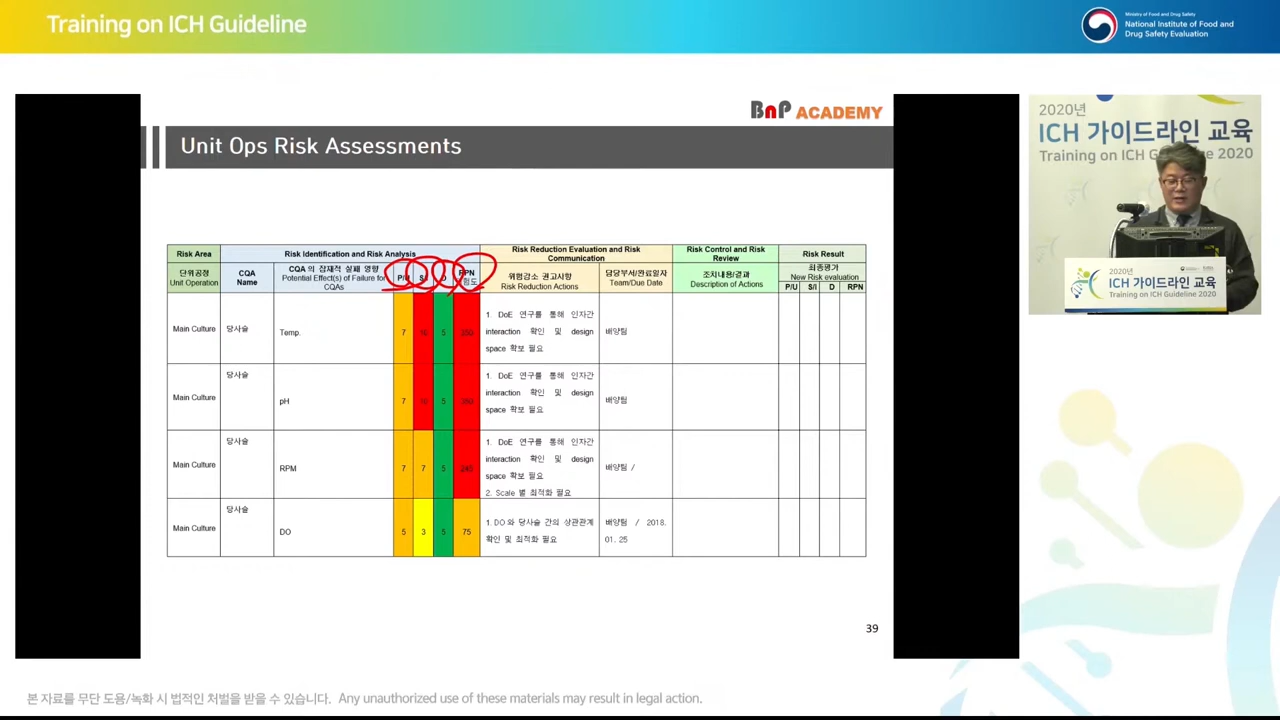 Training on ICH Guideline
Ministry of Food and Drug Safety
National Institute of Food and
Drug Safety Evaluation
BnP ACADEMY
Unit Ops Risk Assessments
2020년
ICH 가이드라인 교육
Training on ICH Guideline 2020
2020년
ICH 가이드라인 교육
Training on ICH Guideline 2020
Risk Area
Risk Identification and Risk Analysis
Risk Reduction Evaluation and Risk
Communication
Risk Control and Risk
Review
Risk Result
단위공정
Unit Operation
CQA
Name
CQA 의 잠재적 실패 영향
Potential Effect(s) of Failure for
CQAs
RPN
위험감소 권고사항
Risk Reduction Actions
담당부서/완료일자
Team/Due Date
조치내용/결과
Description of Actions
최종평가
New Risk evaluation
P/U S/I D RPN
Main Culture
당사슬
Temp.
7
5
1. DoE 연구를 통해 인자간
interaction 확인 및 design
space 확보 필요
배양팀
Main Culture
당사슬
pH
7
5
1. DoE 연구를 통해 인자간
interaction 확인 및 design
space 확보 필요
배양팀
Main Culture
당사슬
RPM
7 7 5 245
1. DoE 연구를 통해 인자간
interaction 확인 및 design
space 확보 필요
2. Scale 별 최적화 필요
배양팀 /
Main Culture
당사슬
DO
5 3 5 75
1. DO와 당사슬 간의 상관관계
확인 및 최적화 필요
배양팀 / 2018.
01. 25
39
본 자료를 무단 도용/녹화 시 법적인 처벌을 받을 수 있습니다. Any unauthorized use of these materials may result in legal action.